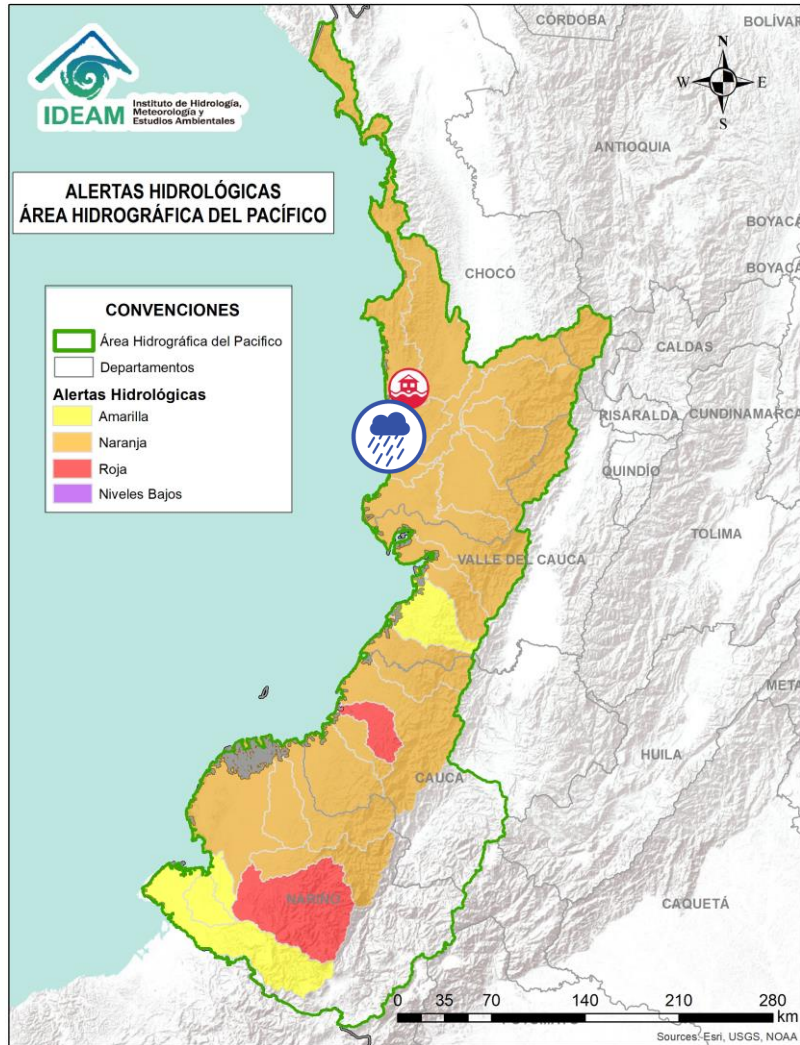 CÓRDOBA
BOLÍVAR
IDEAM
Instituto de Hidrología,
Meteorología y
Estudios Ambientales
N
W
E
S
ANTIOQUIA
ALERTAS HIDROLÓGICAS
ÁREA HIDROGRÁFICA DEL PACÍFICO
BOYACÁ
BOYACÁ
CHOCÓ
CONVENCIONES
Área Hidrográfica del Pacifico
Departamentos
Alertas Hidrológicas
Amarilla
Naranja
Roja
Niveles Bajos
CALDAS
RISARALDA
CUNDINAMARCA
QUINDÍO
TOLIMA
VALLE DEL CAUCA
META
HUILA
CAUCA
NARIÑO
CAQUETÁ
0 35 70 140 210 280
km
Sources: Esri, USGS, NOAA